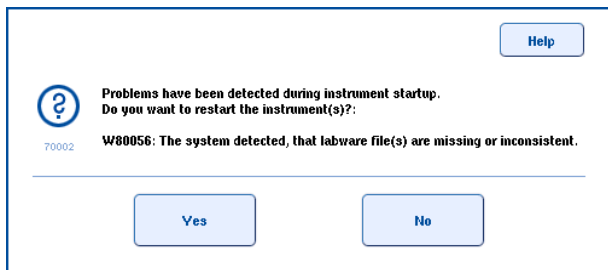 Help
Problems have been detected during instrument startup.
Do you want to restart the instrument(s)?:
70002
W80056: The system detected, that labware file(s) are missing or inconsistent.
Yes
No